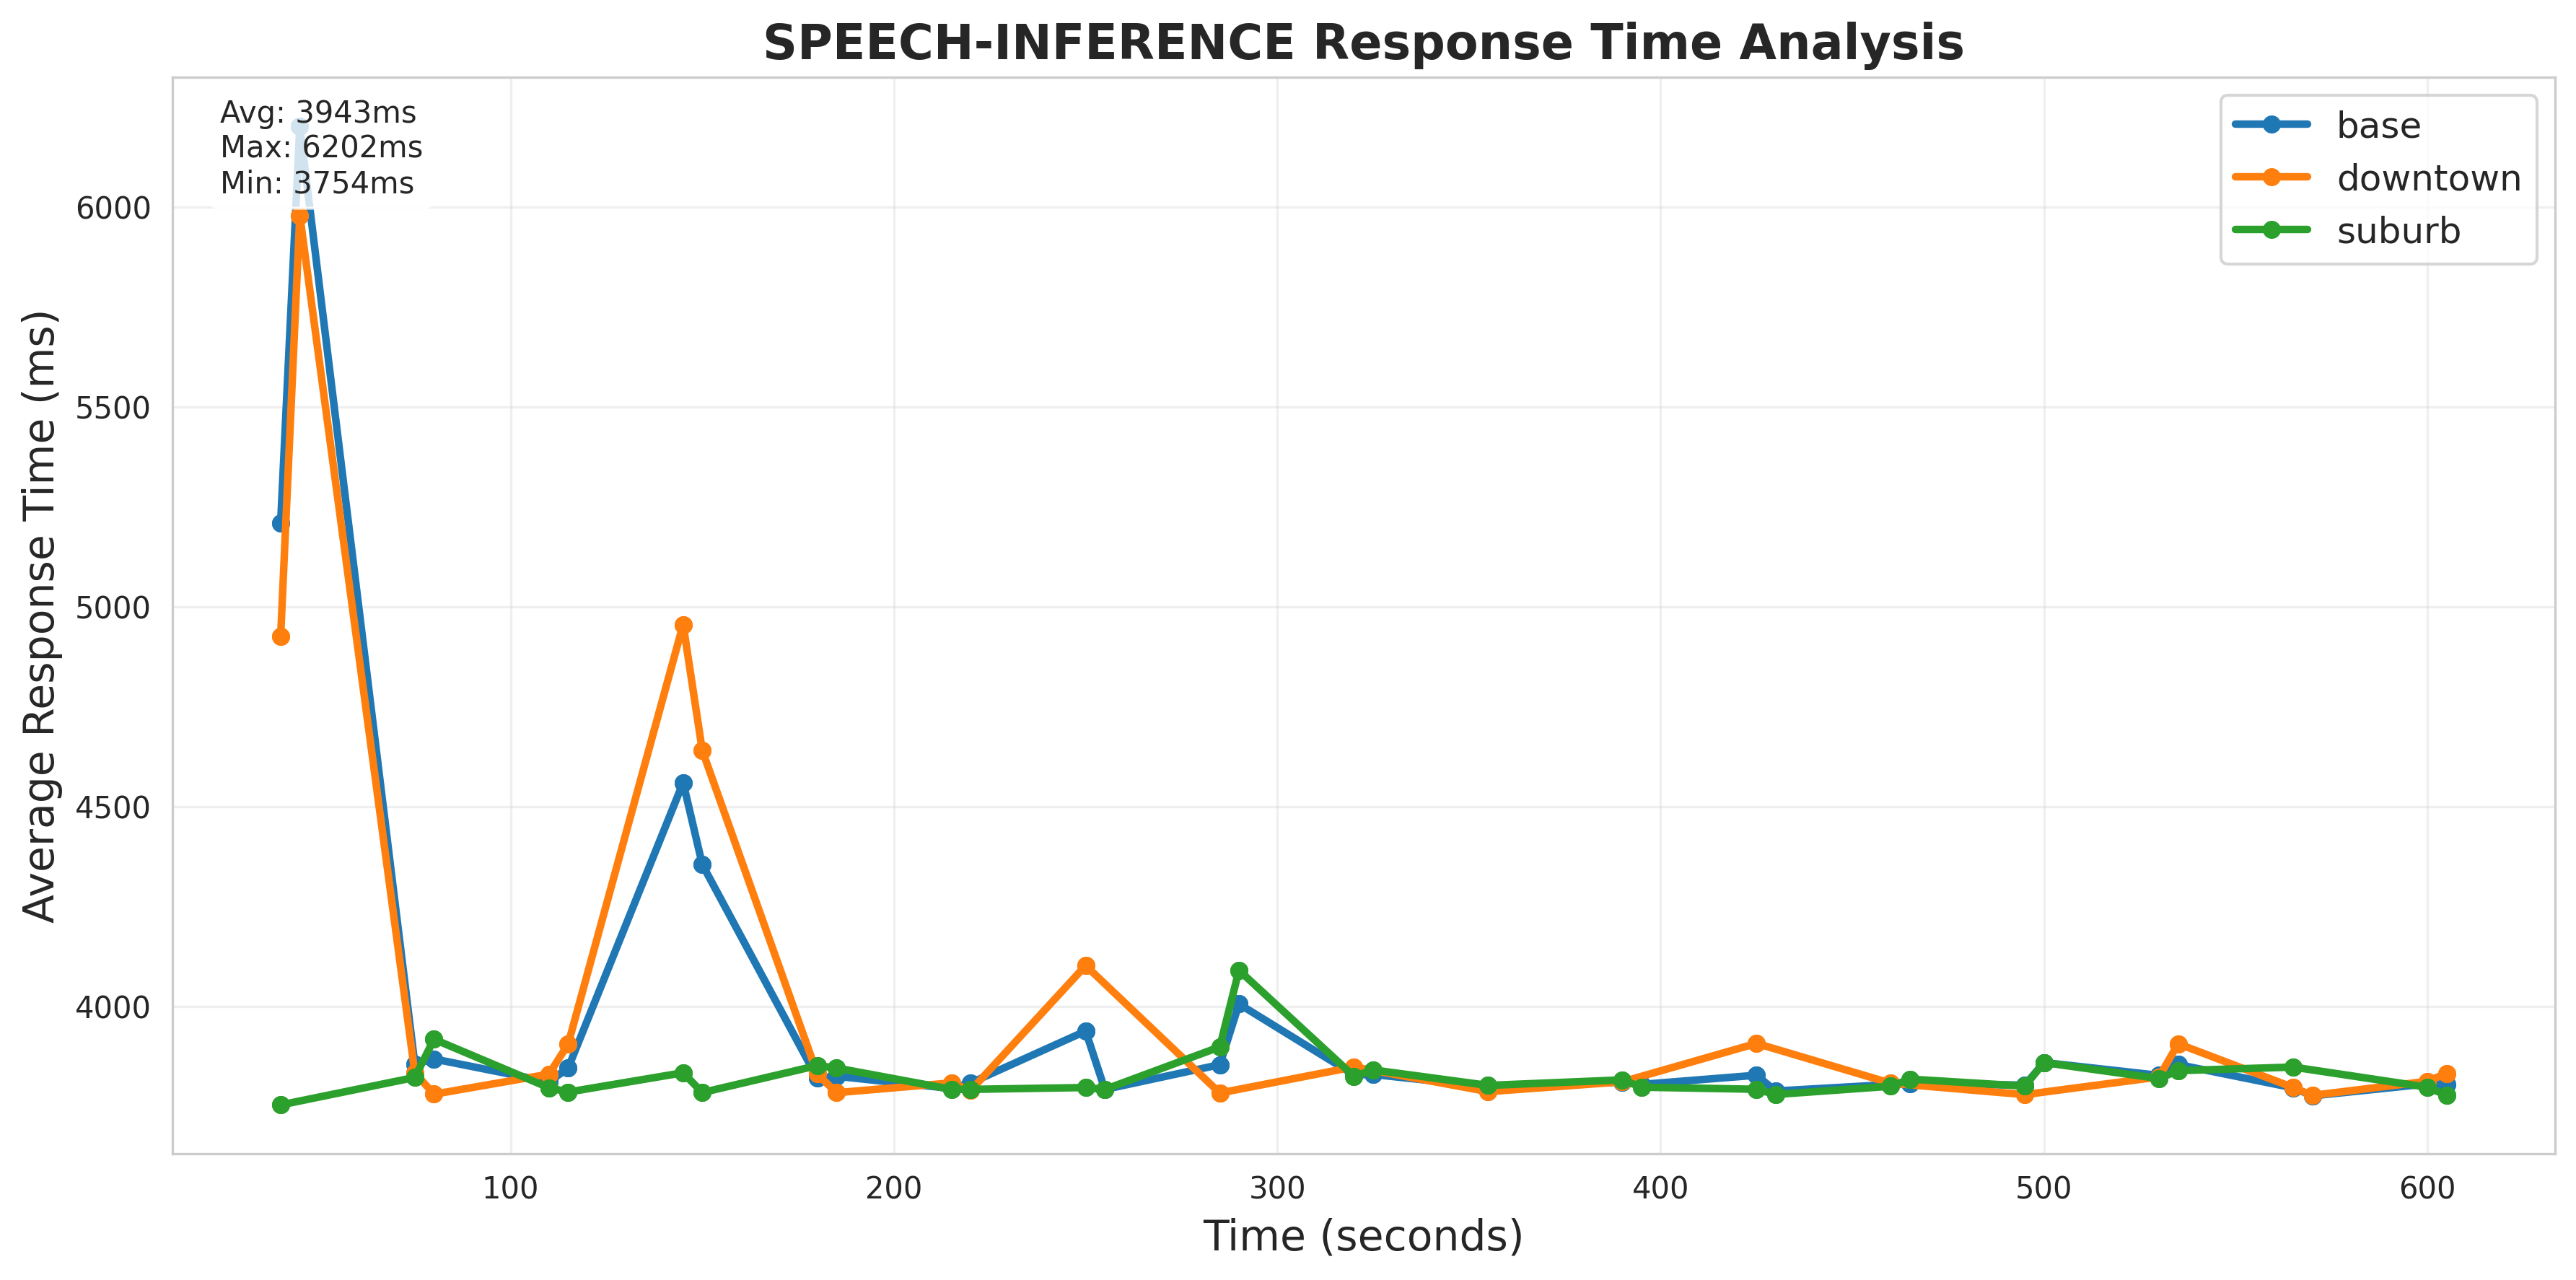 SPEECH-INFERENCE Response Time Analysis
Avg: 3943ms
Max: 6202ms
Min: 3754ms
base
downtown
suburb
Average Response Time (ms)
6000
5500
5000
4500
4000
100
200
300
400
500
600
Time (seconds)